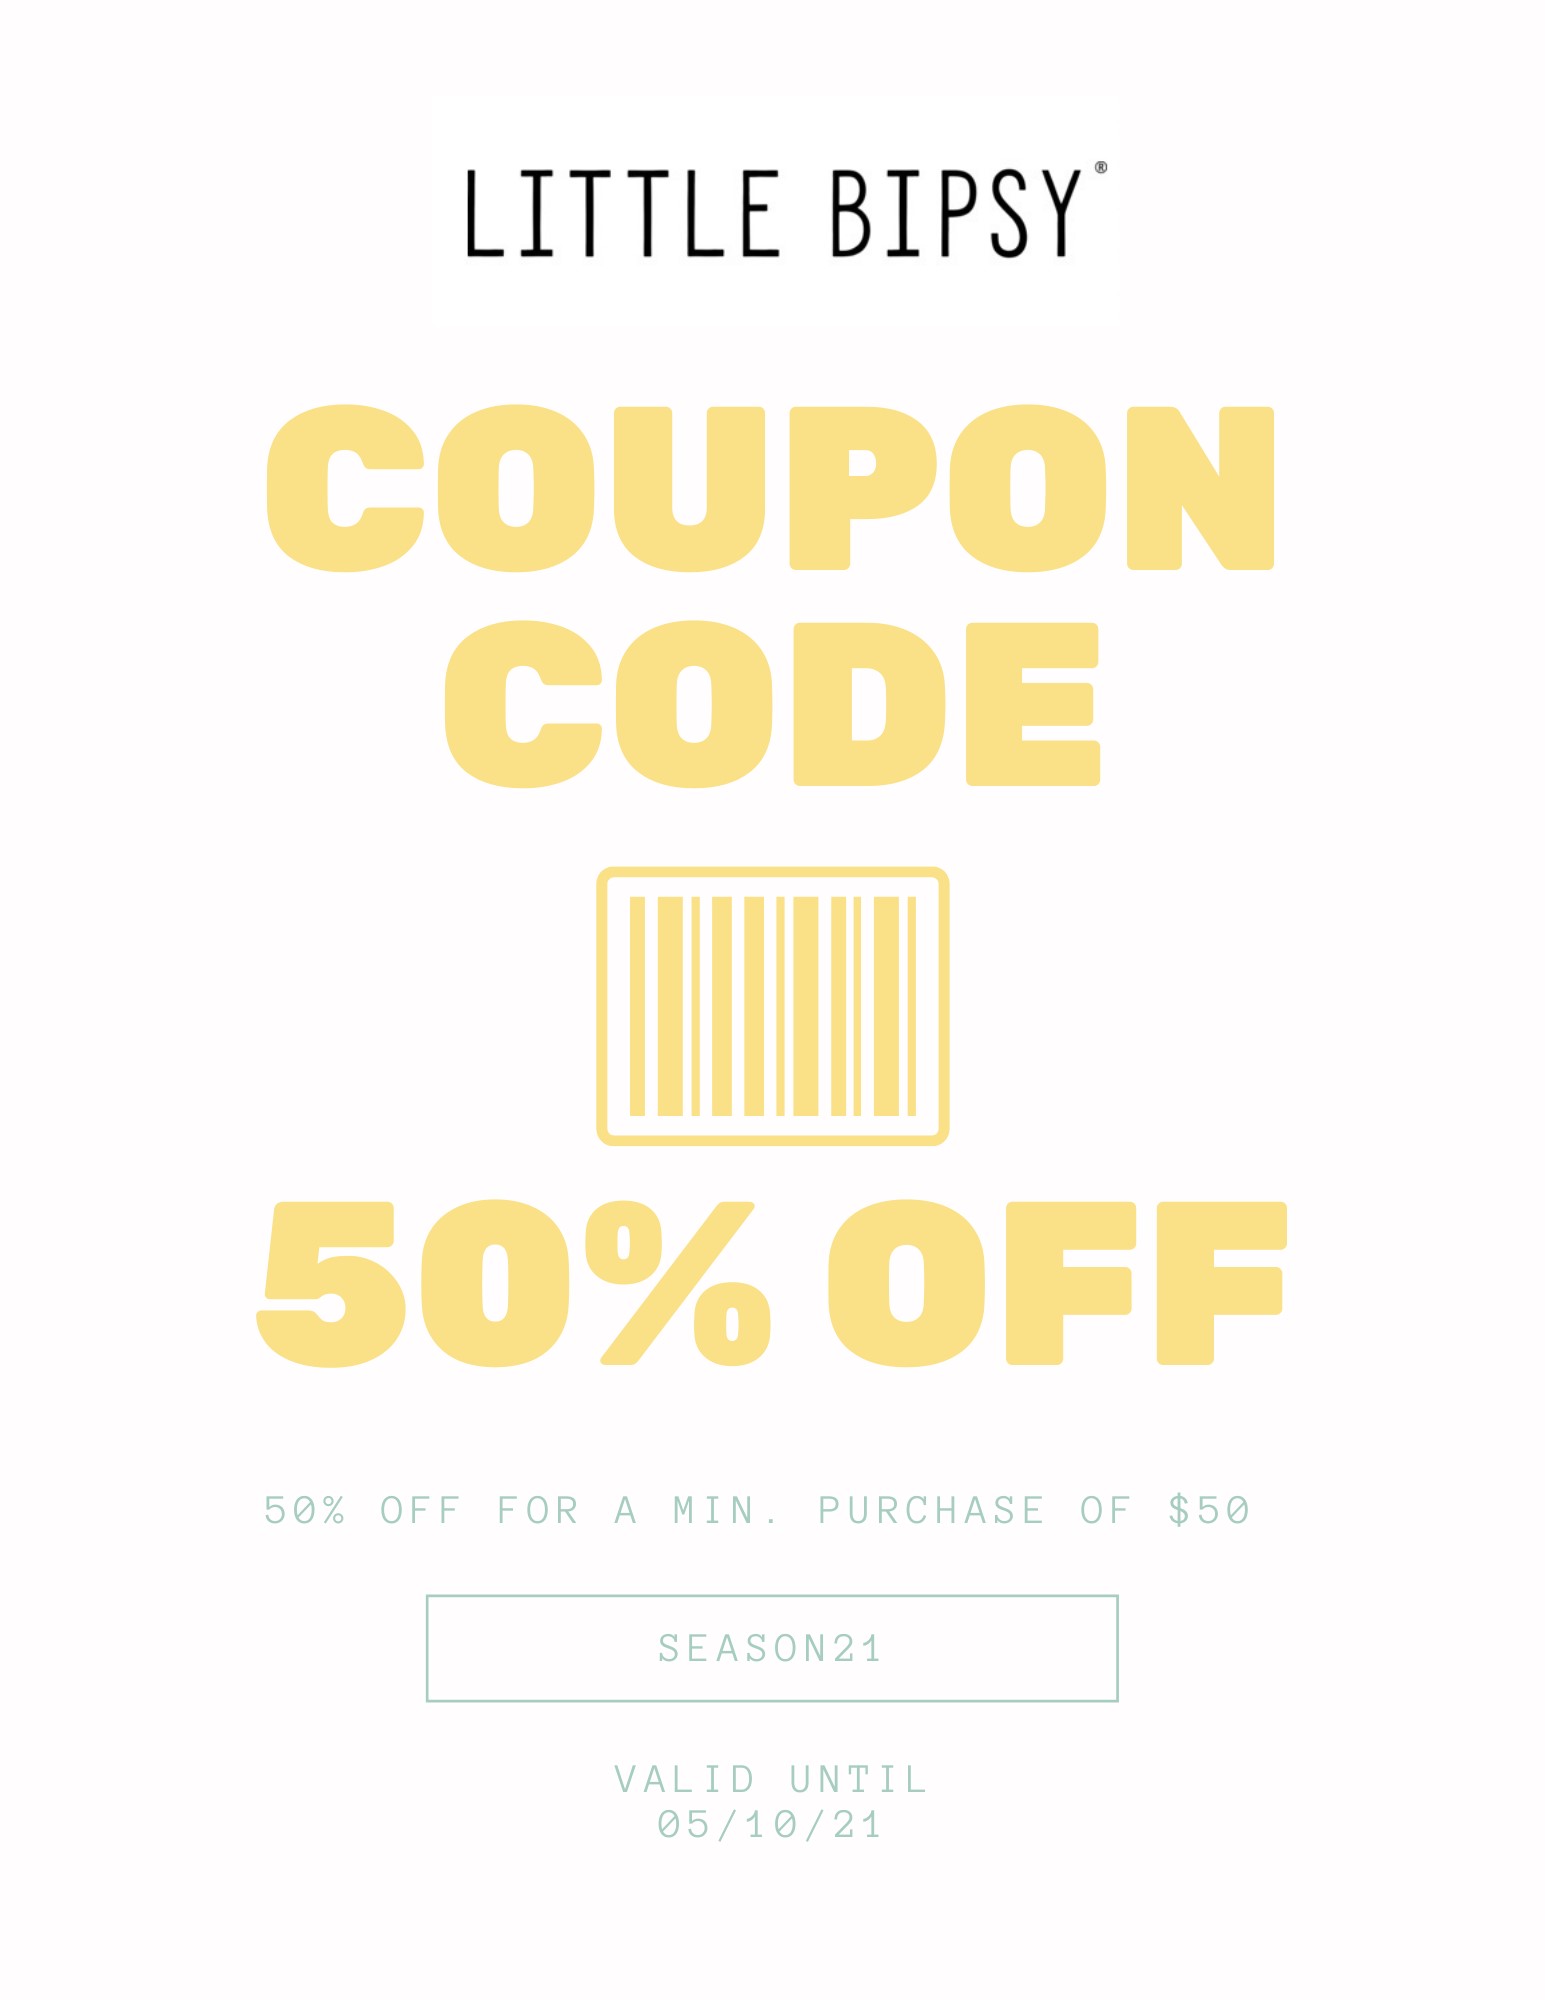 LITTLE BIPSY®
COUPON
CODE
50% OFF
50% OFF FOR A MIN. PURCHASE OF $50
SEASON21
VALID UNTIL
05/10/21